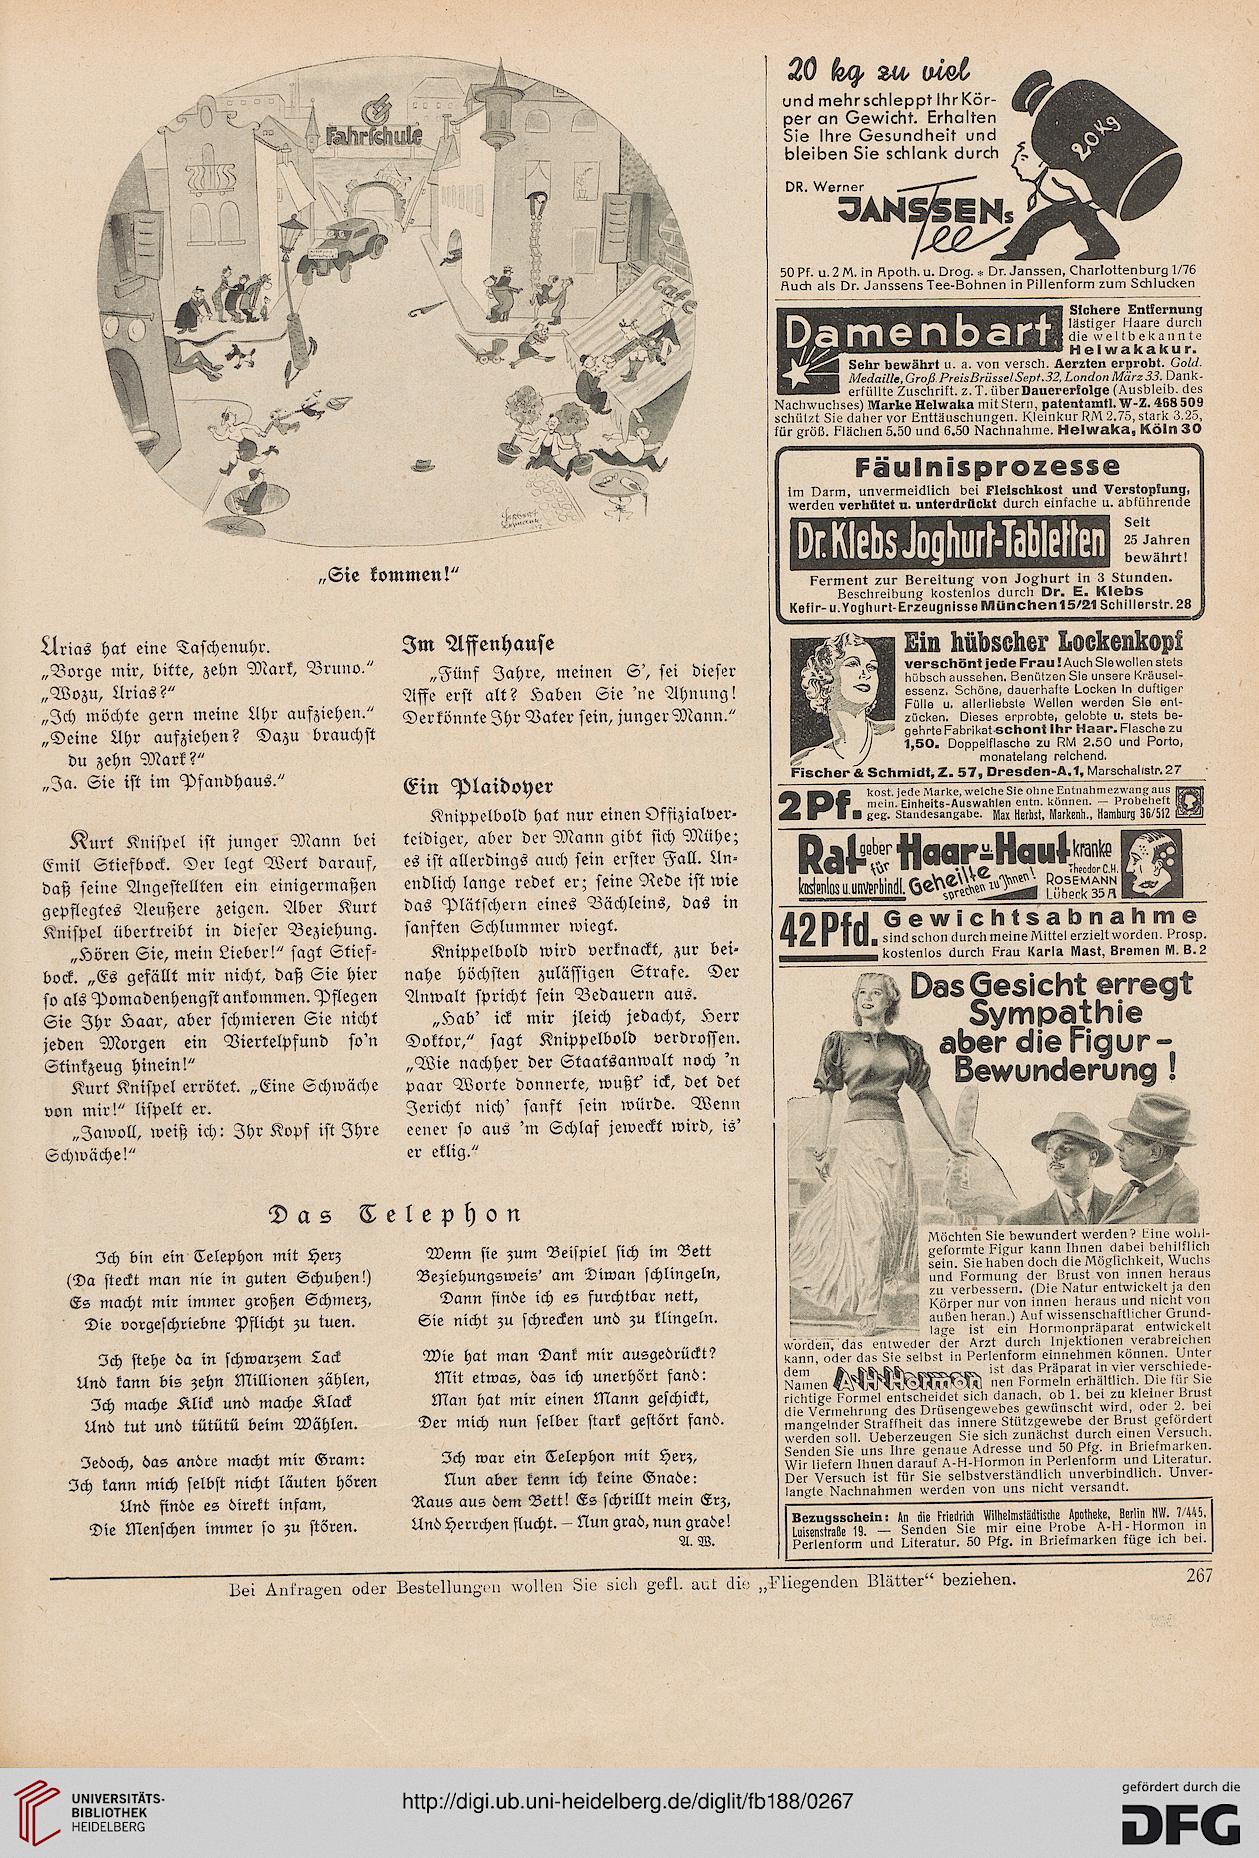 Fahrschule
Café
„Sie kommen!“
Urias hat eine Taschenuhr.
„Borge mir, bitte, zehn Mark, Bruno.“
„Wozu, Urias?“
„Ich möchte gern meine Uhr aufziehen.“
„Deine Uhr aufziehen? Dazu brauchst
du zehn Mark?“
„Ja. Sie ist im Pfandhaus.“
Kurt Knispel ist junger Mann bei
Emil Stiefbock. Der legt Wert darauf,
daß seine Angestellten ein einigermaßen
gepflegtes Aeußere zeigen. Aber Kurt
Knispel übertreibt in dieser Beziehung.
„Hören Sie, mein Lieber!“ sagt Stief-
bock. „Es gefällt mir nicht, daß Sie hier
so als Pomadenhengst ankommen. Pflegen
Sie Ihr Haar, aber schmieren Sie nicht
jeden Morgen ein Viertelpfund so'n
Stinkzeug hinein!“
Kurt Knispel errötet. „Eine Schwäche
von mir!“ lispelt er.
„Jawoll, weiß ich: Ihr Kopf ist Ihre
Schwäche!“
Im Affenhause
„Fünf Jahre, meinen S', sei dieser
Affe erst alt? Haben Sie 'ne Ahnung!
Der könnte Ihr Vater sein, junger Mann.“
Ein Plaidoyer
Knippelbold hat nur einen Offizialver-
teidiger, aber der Mann gibt sich Mühe;
es ist allerdings auch sein erster Fall. Un-
endlich lange redet er; seine Rede ist wie
das Plätschern eines Bächleins, das in
sanften Schlummer wiegt.
Knippelbold wird verknackt, zur bei-
nahe höchsten zulässigen Strafe. Der
Anwalt spricht sein Bedauern aus.
„Hab' ick mir jleich jedacht, Herr
Doktor,“ sagt Knippelbold verdrossen.
„Wie nachher der Staatsanwalt noch 'n
paar Worte donnerte, wußt' ick, det det
Jericht nich' sanft sein würde. Wenn
eener so aus 'm Schlaf jeweckt wird, is'
er eklig.“
Das Telephon
Ich bin ein Telephon mit Herz
(Da steckt man nie in guten Schuhen!)
Es macht mir immer großen Schmerz,
Die vorgeschriebne Pflicht zu tuen.
Ich stehe da in schwarzem Lack
Und kann bis zehn Millionen zählen,
Ich mache Klick und mache Klack
Und tut und tütütü beim Wählen.
Jedoch, das andre macht mir Gram:
Ich kann mich selbst nicht läuten hören
Und finde es direkt infam,
Die Menschen immer so zu stören.
Wenn sie zum Beispiel sich im Bett
Beziehungsweis' am Diwan schlingeln,
Dann finde ich es furchtbar nett,
Sie nicht zu schrecken und zu klingeln.
Wie hat man Dank mir ausgedrückt?
Mit etwas, das ich unerhört fand:
Man hat mir einen Mann geschickt,
Der mich nun selber stark gestört fand.
Ich war ein Telephon mit Herz,
Nun aber kenn ich keine Gnade:
Raus aus dem Bett! Es schrillt mein Erz,
Und Herrchen flucht. – Nun grad, nun grade!
A. W.
20 kg zu viel
und mehr schleppt Ihr Kör-
per an Gewicht. Erhalten
Sie Ihre Gesundheit und
bleiben Sie schlank durch
20 Kg
DR. Werner
JANSSENs
Tee
50 Pf. u. 2 M. in Apoth. u. Drog. * Dr. Janssen, Charlottenburg 1/76
Auch als Dr. Janssens Tee-Bohnen in Pillenform zum Schlucken
Damenbart
Sichere Entfernung
lästiger Haare durch
die weltbekannte
Helwakakur.
Sehr bewährt u. a. von versch. Aerzten erprobt. Gold.
Medaille, Groß. Preis Brüssel Sept. 32, London März 33. Dank-
erfüllte Zuschrift. z. T. über Dauererfolge (Ausbleib. des
Nachwuchses) Marke Helwaka mit Stern, patentamtl. W-Z. 468509
schützt Sie daher vor Enttäuschungen. Kleinkur RM 2.75, stark 3.25,
für größ. Flächen 5.50 und 6.50 Nachnahme. Helwaka, Köln 30
Fäulnisprozesse
im Darm, unvermeidlich bei Fleischkost und Verstopfung,
werden verhütet u. unterdrückt durch einfache u. abführende
Dr. Klebs Joghurt-Tabletten
Seit
25 Jahren
bewährt!
Ferment zur Bereitung von Joghurt in 3 Stunden.
Beschreibung kostenlos durch Dr. E. Klebs
Kefir- u. Yoghurt-Erzeugnisse München 15/21 Schillerstr. 28
Ein hübscher Lockenkopf
verschönt jede Frau! Auch Sie wollen stets
hübsch aussehen. Benützen Sie unsere Kräusel-
essenz. Schöne, dauerhafte Locken in duftiger
Fülle u. allerliebste Wellen werden Sie ent-
zücken. Dieses erprobte, gelobte u. stets be-
gehrte Fabrikat schont Ihr Haar. Flasche zu
1,50. Doppelflasche zu RM 2.50 und Porto,
monatelang reichend.
Fischer & Schmidt, Z. 57, Dresden-A. 1, Marschallstr. 27
2 Pf.
kost. jede Marke, welche Sie ohne Entnahmezwang aus
mein. Einheits-Auswahlen entn. können. — Probeheft
geg. Standesangabe. Max Herbst, Markenh., Hamburg 36/512
Ratgeber für Haar- u. Hautkranke
kostenlos u. unverbindl. Geheilte sprechen zu Ihnen!
Theodor C.H.
ROSEMANN
Lübeck 35 A
42 Pfd. Gewichtsabnahme
sind schon durch meine Mittel erzielt worden. Prosp.
kostenlos durch Frau Karla Mast, Bremen M. B. 2
Das Gesicht erregt
Sympathie
aber die Figur –
Bewunderung!
Möchten Sie bewundert werden? Eine wohl-
geformte Figur kann Ihnen dabei behilflich
sein. Sie haben doch die Möglichkeit, Wuchs
und Formung der Brust von innen heraus
zu verbessern. (Die Natur entwickelt ja den
Körper nur von innen heraus und nicht von
außen heran.) Auf wissenschaftlicher Grund-
lage ist ein Hormonpräparat entwickelt
worden, das entweder der Arzt durch Injektionen verabreichen
kann, oder das Sie selbst in Perlenform einnehmen können. Unter
dem Namen A-H-Hormon ist das Präparat in vier verschiede-
nen Formeln erhältlich. Die für Sie
richtige Formel entscheidet sich danach, ob 1. bei zu kleiner Brust
die Vermehrung des Drüsengewebes gewünscht wird, oder 2. bei
mangelnder Straffheit das innere Stützgewebe der Brust gefördert
werden soll. Ueberzeugen Sie sich zunächst durch einen Versuch.
Senden Sie uns Ihre genaue Adresse und 50 Pfg. in Briefmarken.
Wir liefern Ihnen darauf A-H-Hormon in Perlenform und Literatur.
Der Versuch ist für Sie selbstverständlich unverbindlich. Unver-
langte Nachnahmen werden von uns nicht versandt.
Bezugsschein: An die Friedrich Wilhelmstädtische Apotheke, Berlin NW. 7/445,
Luisenstraße 19. — Senden Sie mir eine Probe A-H-Hormon in
Perlenform und Literatur. 50 Pfg. in Briefmarken füge ich bei.
Bei Anfragen oder Bestellungen wollen Sie sich gefl. auf die „Fliegenden Blätter“ beziehen.
267
UNIVERSITÄTS-
BIBLIOTHEK
HEIDELBERG
http://digi.ub.uni-heidelberg.de/diglit/fb188/0267
gefördert durch die
DFG